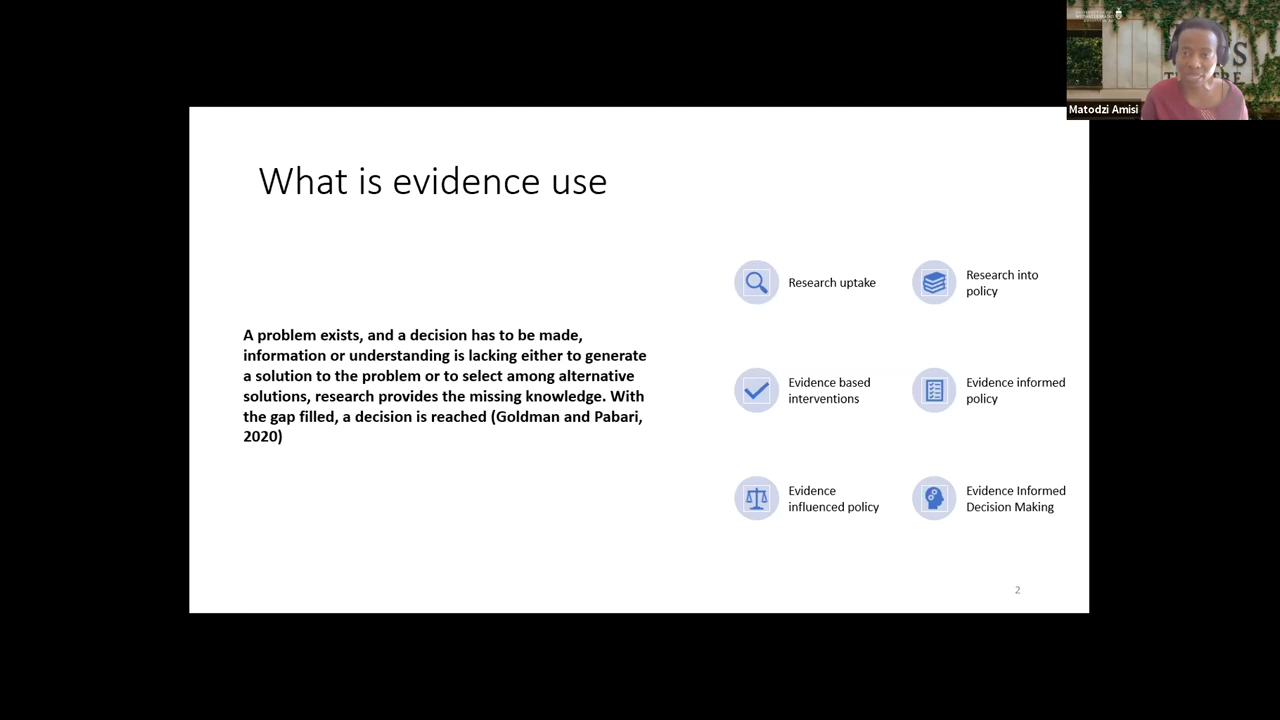 Matodzi Amisi
What is evidence use
A problem exists, and a decision has to be made,
information or understanding is lacking either to generate
a solution to the problem or to select among alternative
solutions, research provides the missing knowledge. With
the gap filled, a decision is reached (Goldman and Pabari,
2020)
Research uptake
Research into
policy
Evidence based
interventions
Evidence informed
policy
Evidence
influenced policy
Evidence Informed
Decision Making
2